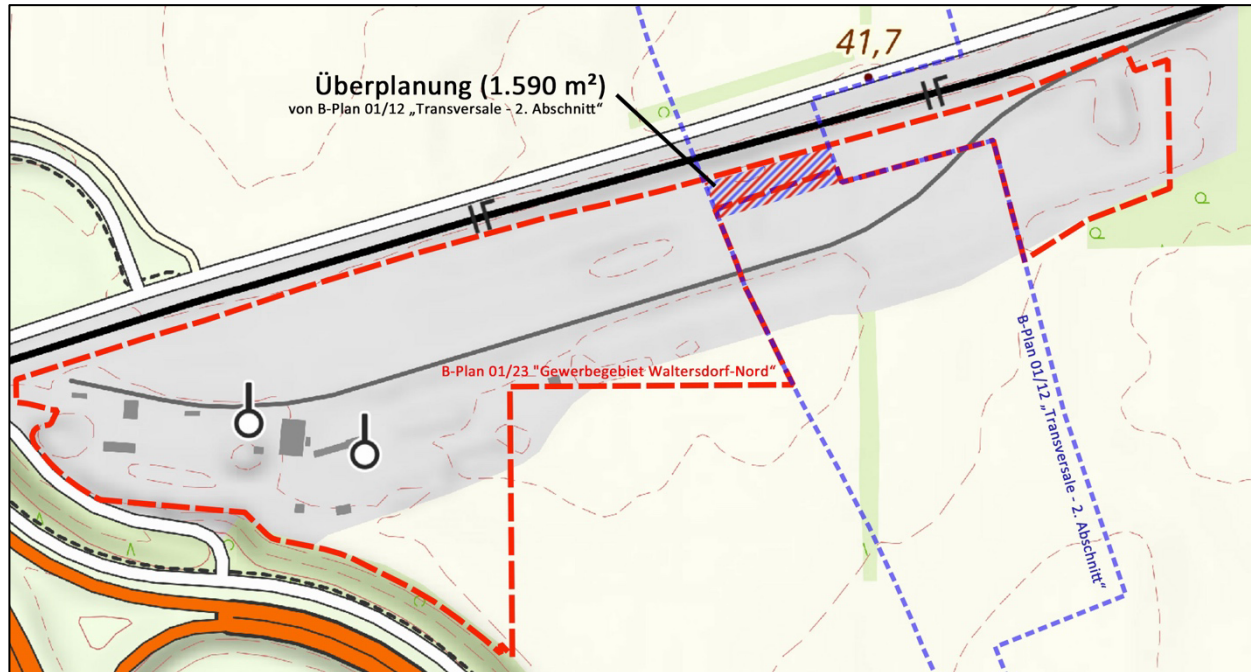 41,7
Überplanung (1.590 m²)
von B-Plan 01/12 „Transversale - 2. Abschnitt“
B-Plan 01/23 "Gewerbegebiet Waltersdorf-Nord“
B-Plan 01/12 „Transversale - 2. Abschnitt“